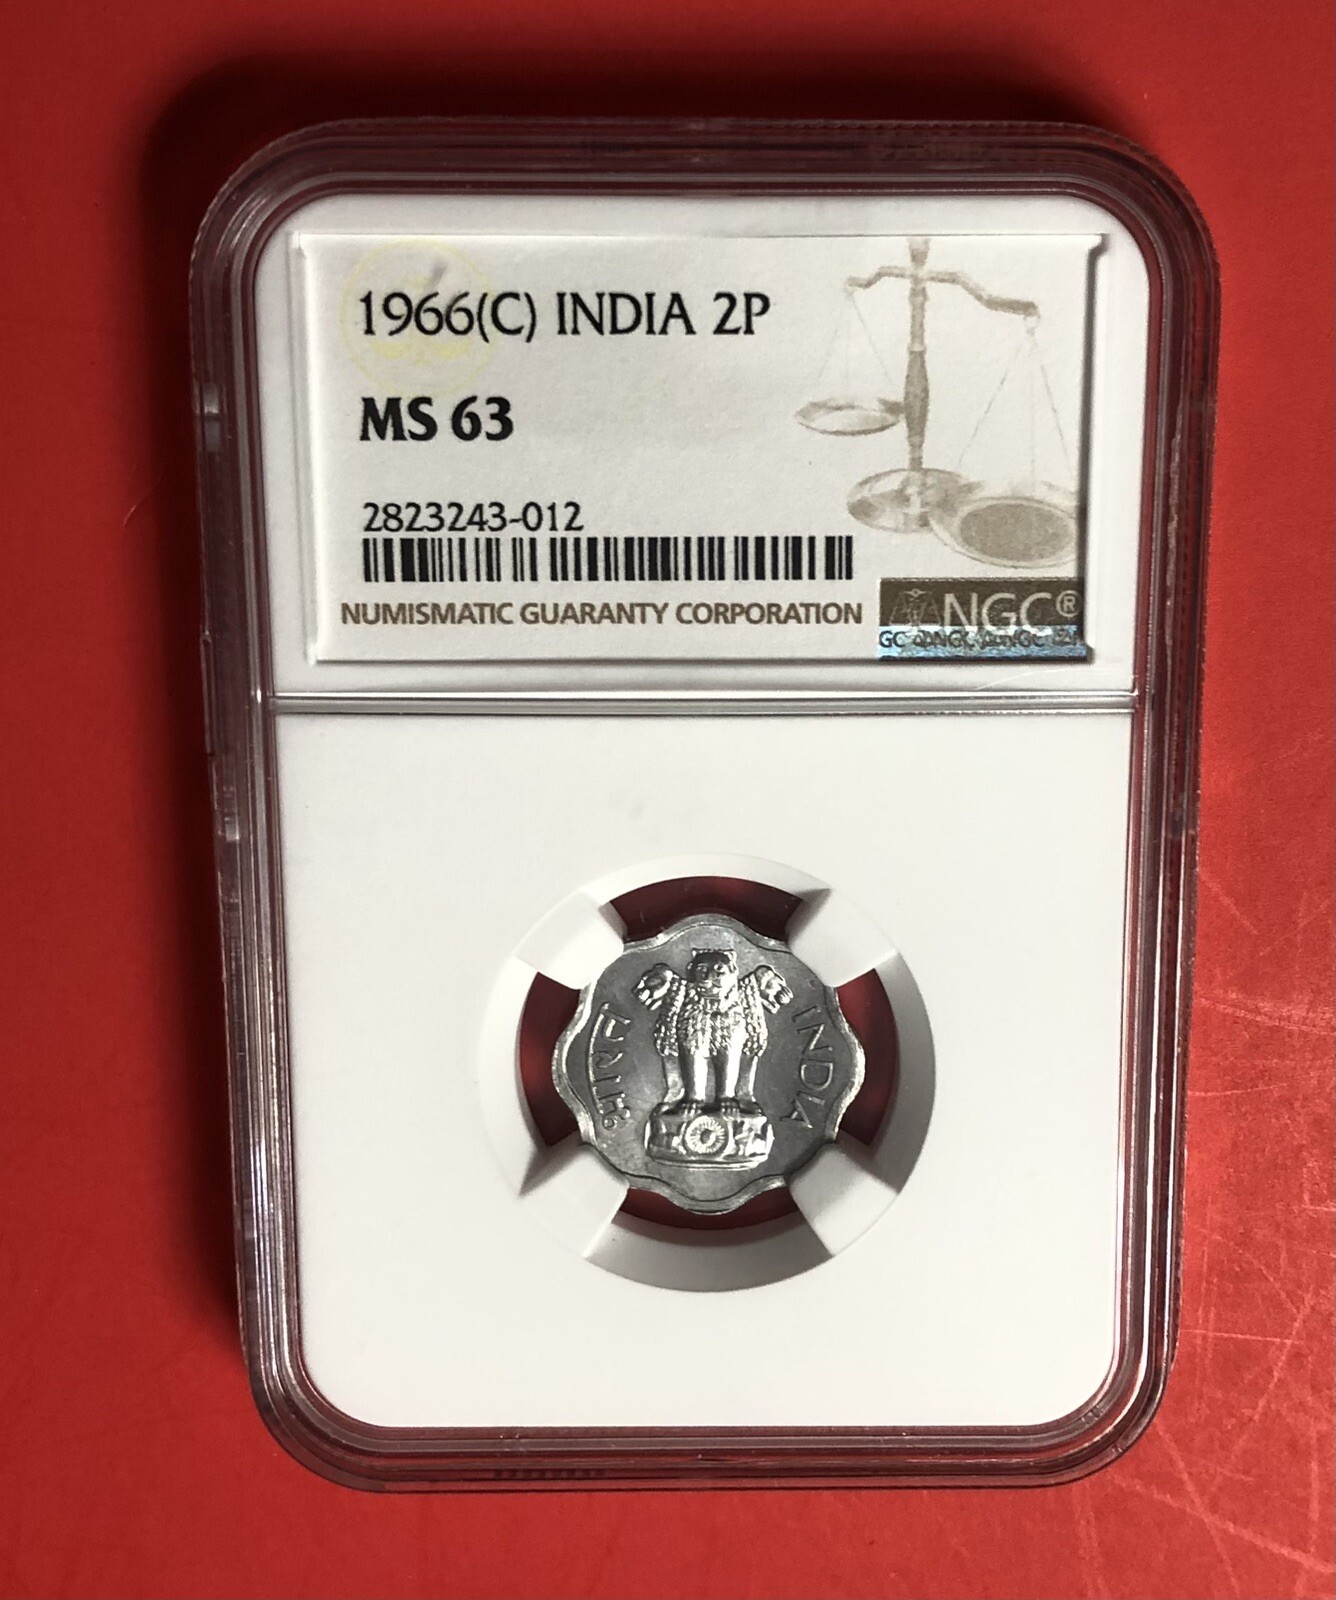 1966(C) INDIA 2P
MS 63
2823243-012
NUMISMATIC GUARANTY CORPORATION
NGC®
भारत
INDIA